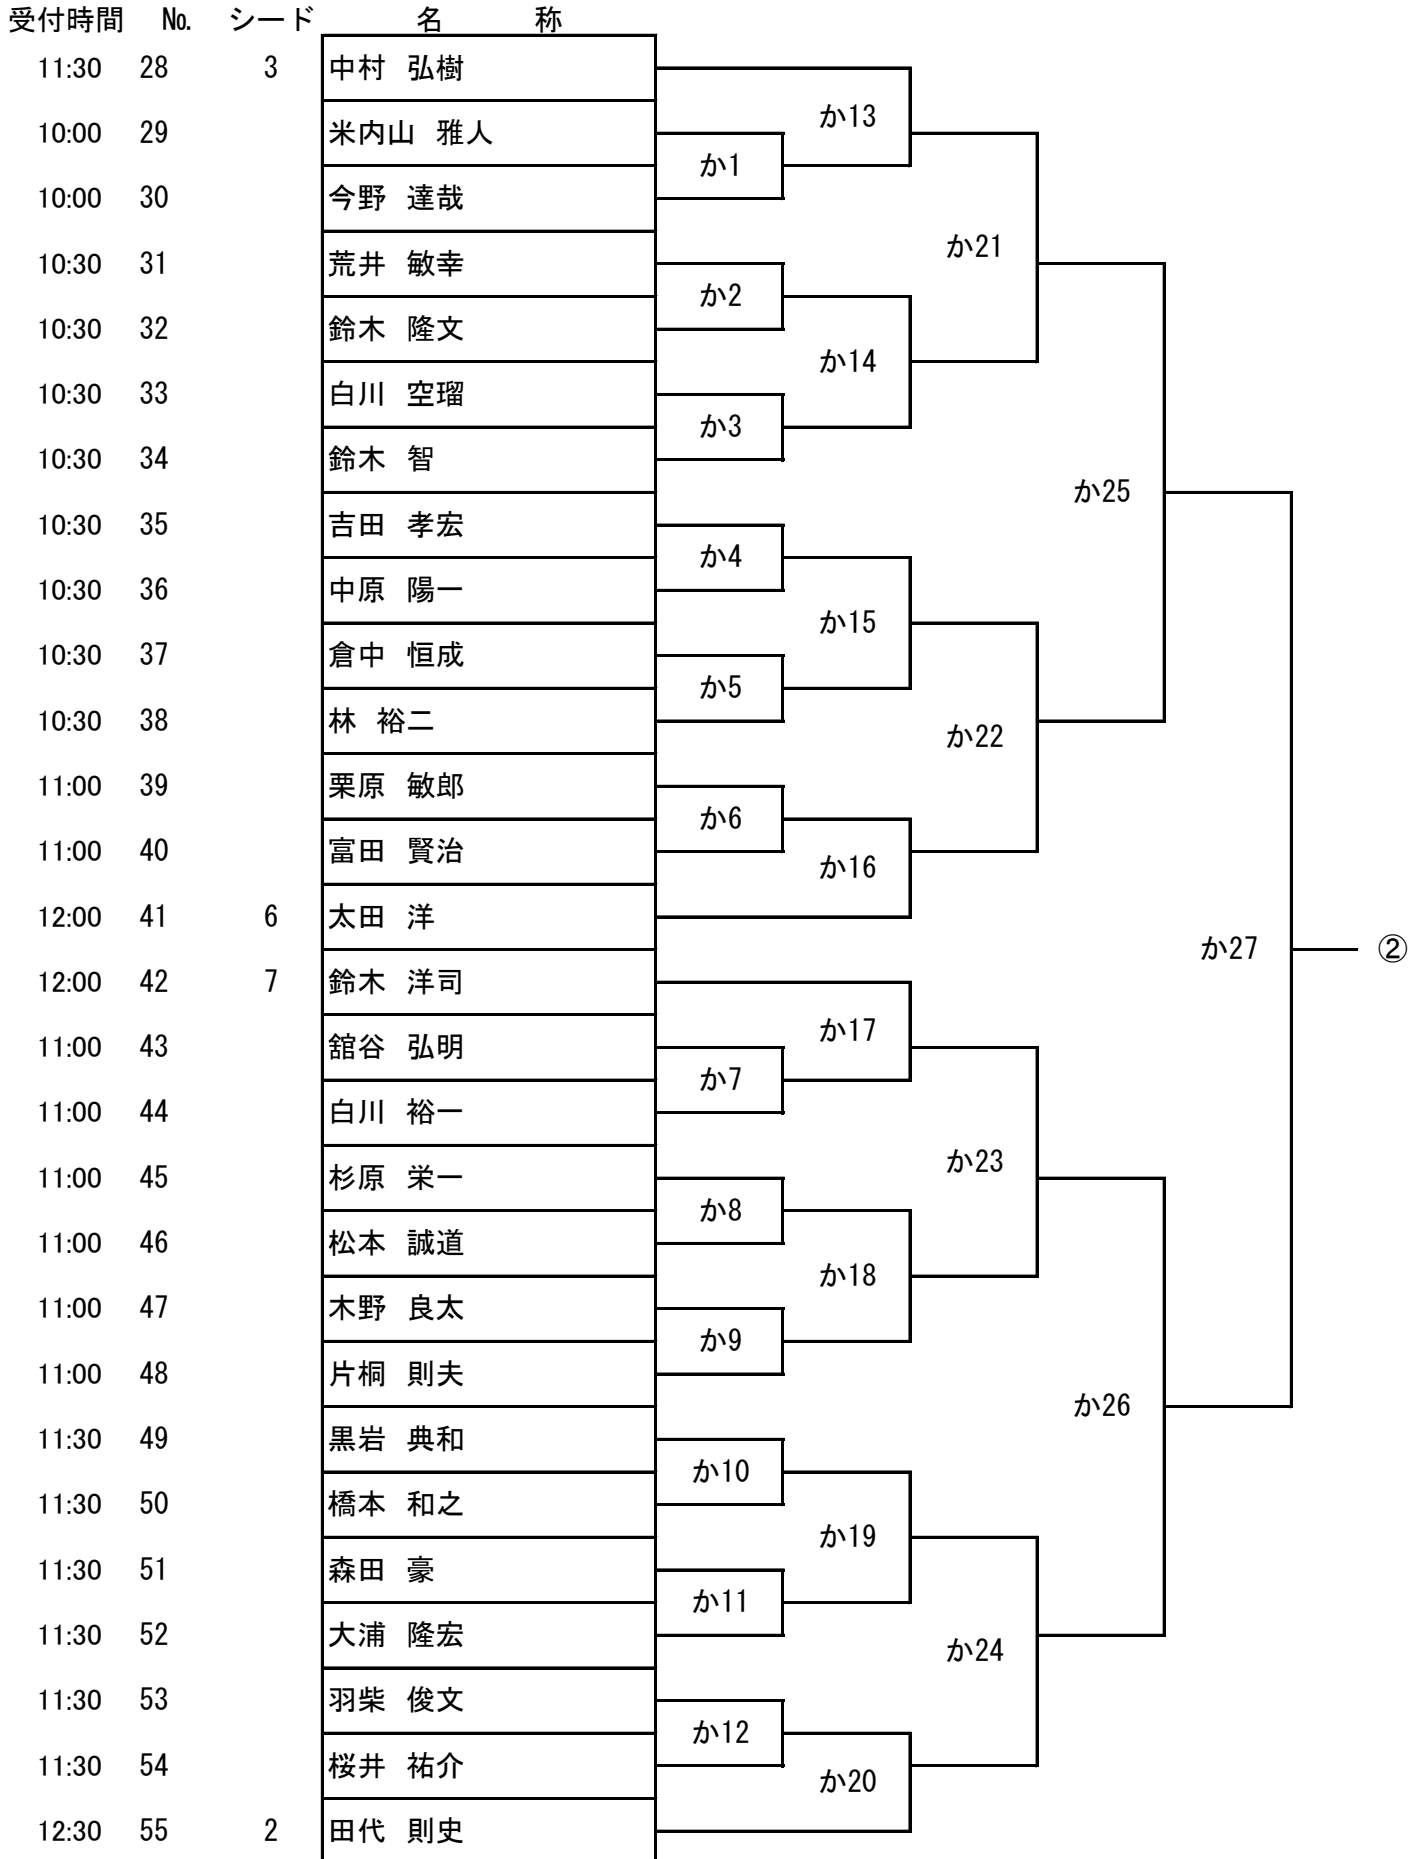 受付時間 No. シード 名 称
11:30 28 3 中村 弘樹
か13
10:00 29 米内山 雅人
か1
10:00 30 今野 達哉
か21
10:30 31 荒井 敏幸
か2
10:30 32 鈴木 隆文
か14
10:30 33 白川 空瑠
か3
10:30 34 鈴木 智
か25
10:30 35 吉田 孝宏
か4
10:30 36 中原 陽一
か15
10:30 37 倉中 恒成
か5
10:30 38 林 裕二
か22
11:00 39 栗原 敏郎
か6
11:00 40 富田 賢治
か16
12:00 41 6 太田 洋
か27 ②
12:00 42 7 鈴木 洋司
か17
11:00 43 舘谷 弘明
か7
11:00 44 白川 裕一
か23
11:00 45 杉原 栄一
か8
11:00 46 松本 誠道
か18
11:00 47 木野 良太
か9
11:00 48 片桐 則夫
か26
11:30 49 黒岩 典和
か10
11:30 50 橋本 和之
か19
11:30 51 森田 豪
か11
11:30 52 大浦 隆宏
か24
11:30 53 羽柴 俊文
か12
11:30 54 桜井 祐介
か20
12:30 55 2 田代 則史